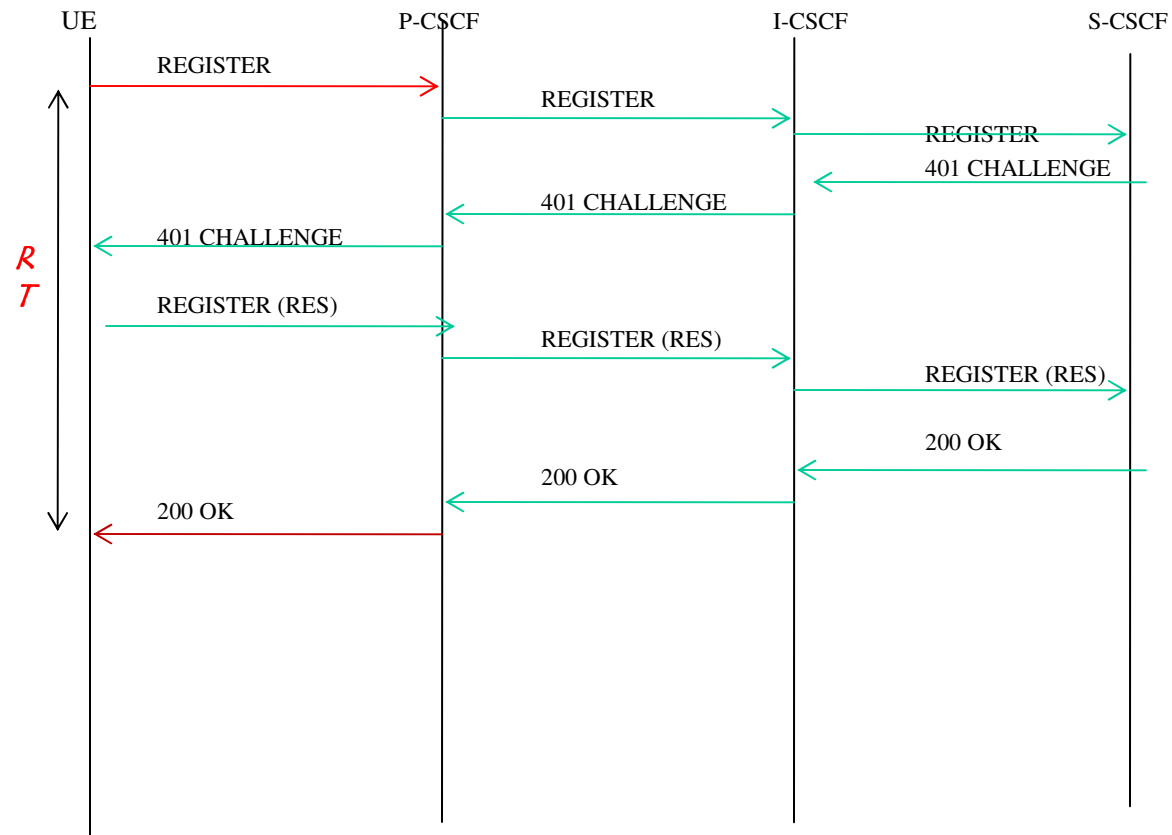 UE P-CSCF I-CSCF S-CSCF
REGISTER
REGISTER
REGISTER
401 CHALLENGE
401 CHALLENGE
401 CHALLENGE
R
T
REGISTER (RES)
REGISTER (RES)
REGISTER (RES)
200 OK
200 OK
200 OK